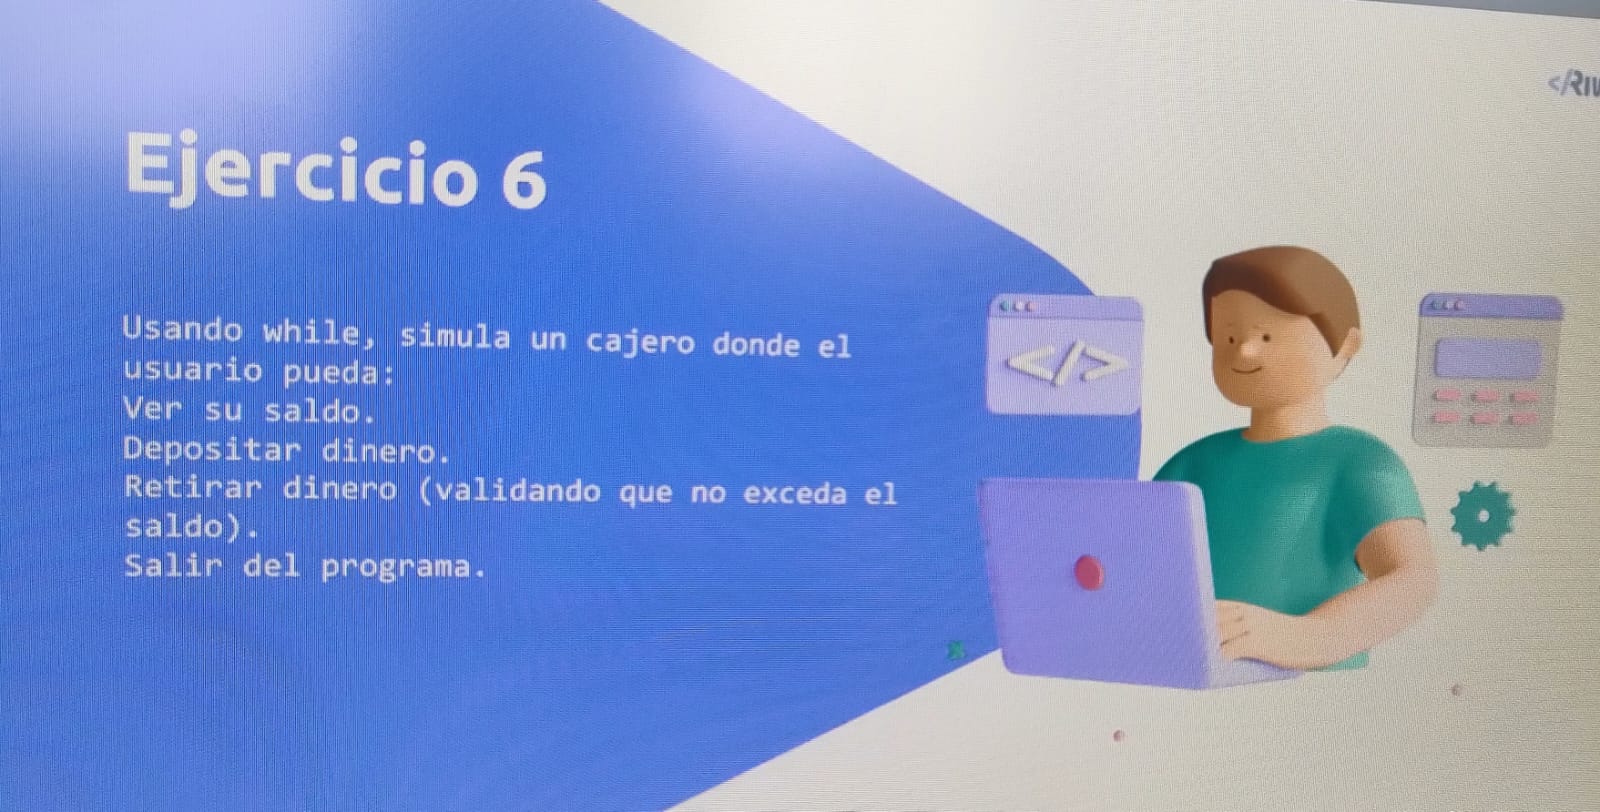 </RIW
Ejercicio 6
Usando while, simula un cajero donde el
usuario pueda:
Ver su saldo.
Depositar dinero.
Retirar dinero (validando que no exceda el
saldo).
Salir del programa.
</>